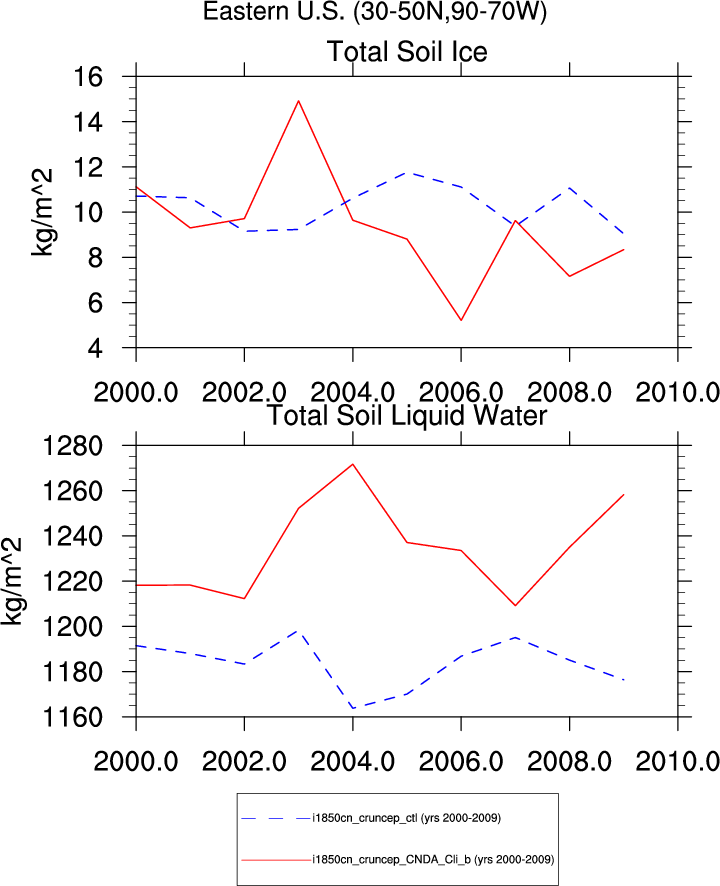 Eastern U.S. (30-50N,90-70W)
Total Soil Ice
16
14
12
10
8
6
4
kg/m^2
2000.0 2002.0 2004.0 2006.0 2008.0 2010.0
Total Soil Liquid Water
1280
1260
1240
1220
1200
1180
1160
kg/m^2
2000.0 2002.0 2004.0 2006.0 2008.0 2010.0
i1850cn_cruncep_ctl (yrs 2000-2009)
i1850cn_cruncep_CNDA_Cli_b (yrs 2000-2009)